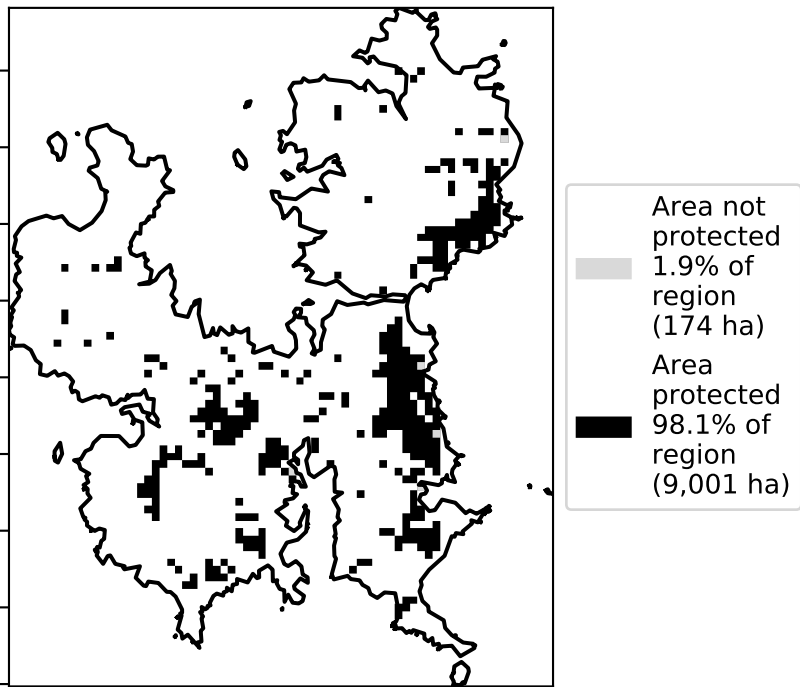 Area not
protected
1.9% of
region
(174 ha)
Area
protected
98.1% of
region
(9,001 ha)